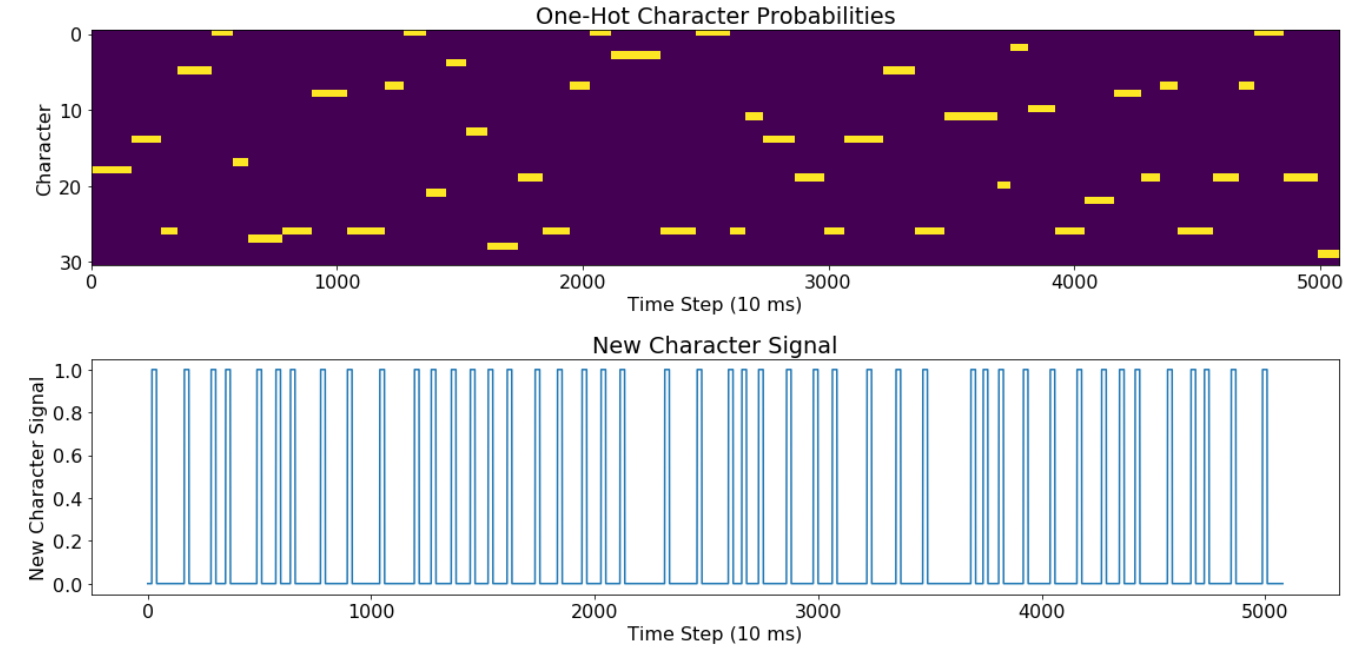 One-Hot Character Probabilities
0
10
20
30
Character
0 1000 2000 3000 4000 5000
Time Step (10 ms)
New Character Signal
1.0
0.8
0.6
0.4
0.2
0.0
New Character Signal
0 1000 2000 3000 4000 5000
Time Step (10 ms)